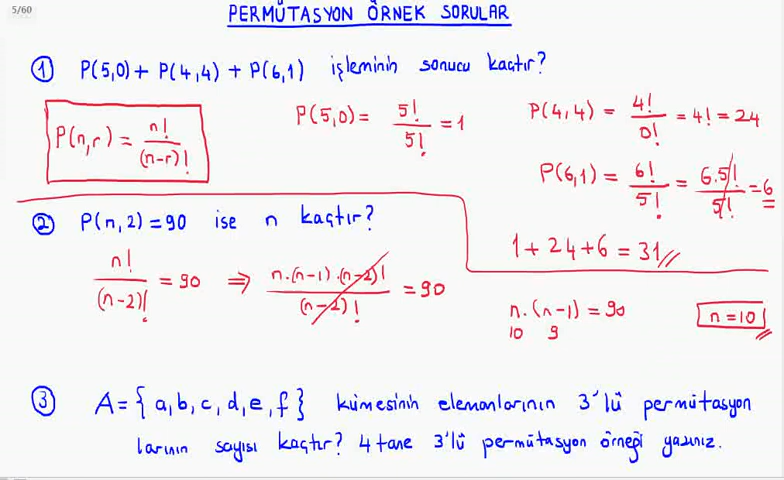 5/60
PERMÜTASYON ÖRNEK SORULAR
1 P(5,0) + P(4,4) + P(6,1) işleminin sonucu kaçtır?
P(n,r) = n! / (n-r)!
P(5,0) = 5! / 5! = 1
P(4,4) = 4! / 0! = 4! = 24
P(6,1) = 6! / 5! = 6.5! / 5! = 6
1 + 24 + 6 = 31
2 P(n,2) = 90 ise n kaçtır?
n! / (n-2)! = 90 ⇒ n.(n-1).(n-2)! / (n-2)! = 90
n.(n-1) = 90
10 9
n = 10
3 A = { a, b, c, d, e, f } kümesinin elemanlarının 3'lü permütasyon
larının sayısı kaçtır? 4 tane 3'lü permütasyon örneği yazınız.